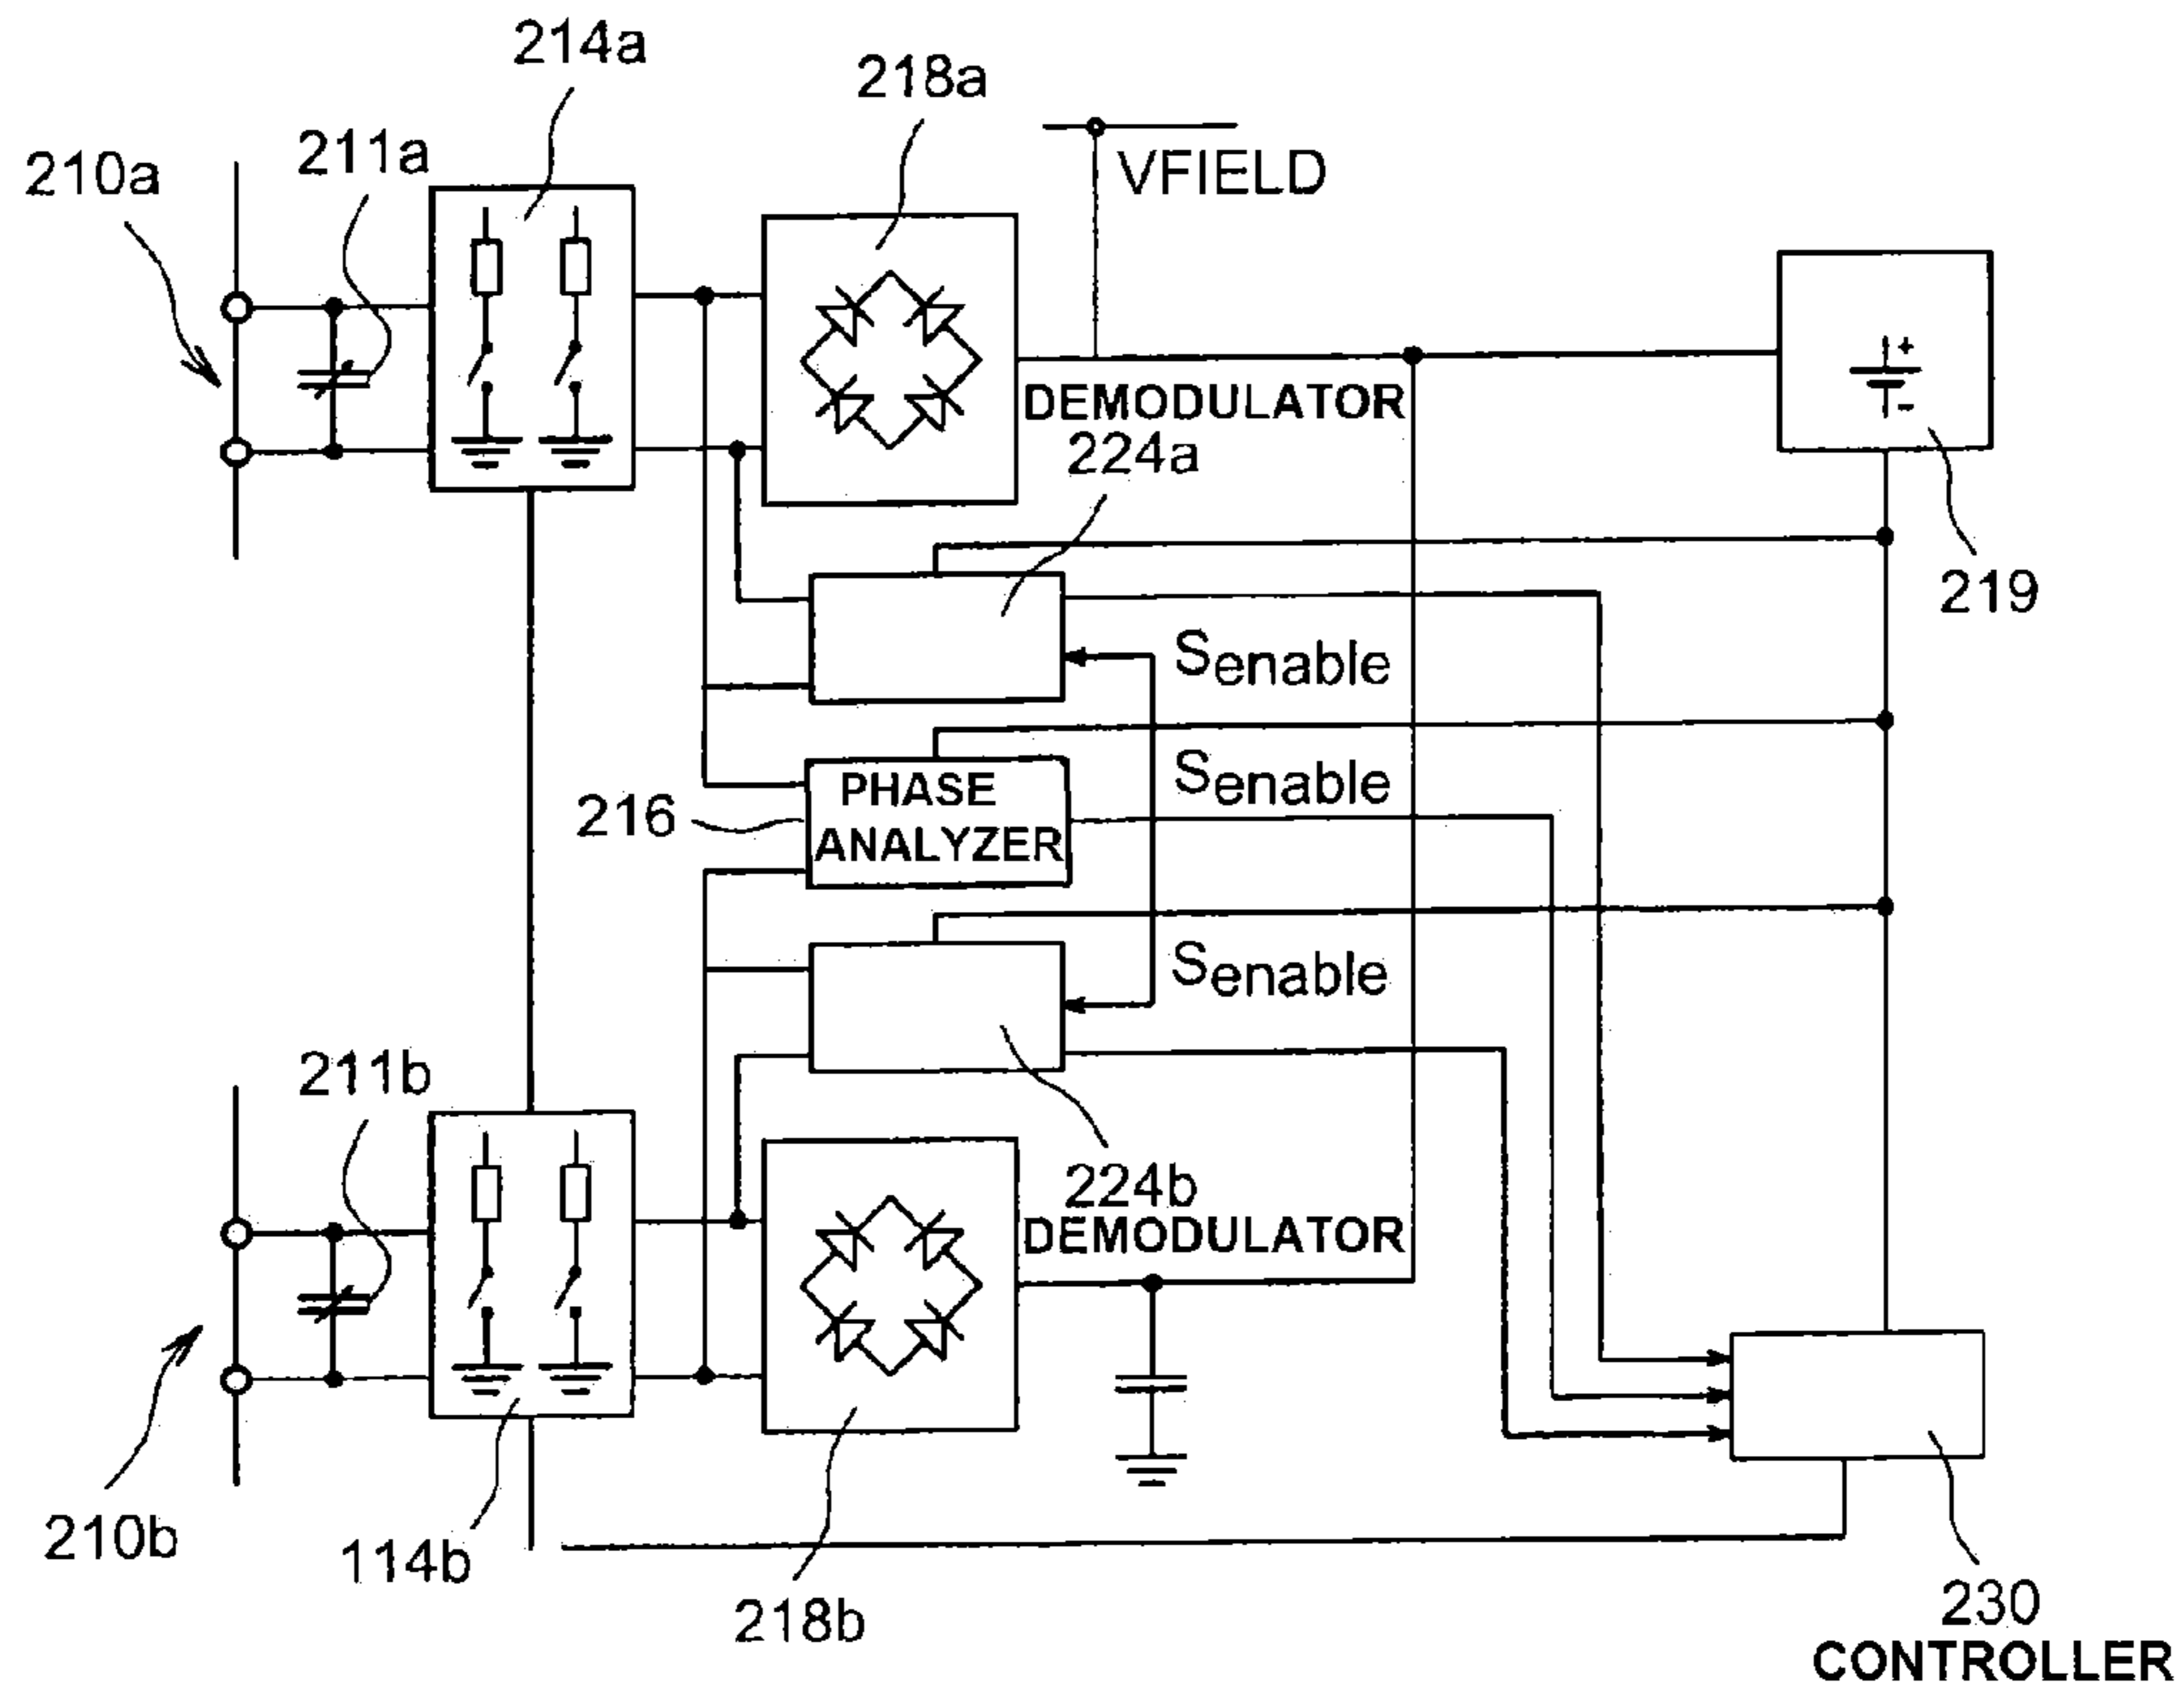 214a
218a
211a
210a
VFIELD
+
-
DEMODULATOR
224a
219
Senable
Senable
PHASE
ANALYZER
216
Senable
211b
224b
DEMODULATOR
210b
114b
218b
230
CONTROLLER